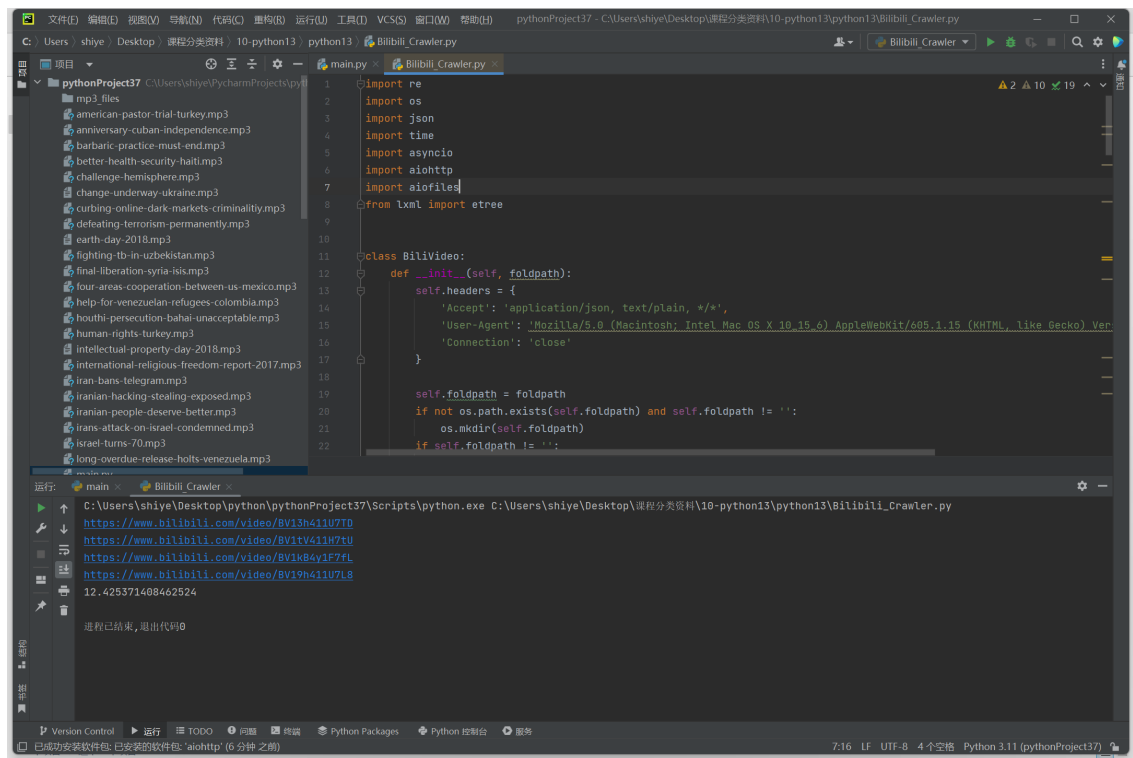 文件(F) 编辑(E) 视图(V) 导航(N) 代码(C) 重构(R) 运行(U) 工具(T) VCS(S) 窗口(W) 帮助(H) pythonProject37 - C:\Users\shiye\Desktop\课程分类资料\10-python13\python13\Bilibili_Crawler.py
C: Users shiye Desktop 课程分类资料 10-python13 python13 Bilibili_Crawler.py Bilibili_Crawler
项目 main.py Bilibili_Crawler.py
pythonProject37 C:\Users\shiye\PycharmProjects\pyt
mp3_files
american-pastor-trial-turkey.mp3
anniversary-cuban-independence.mp3
barbaric-practice-must-end.mp3
better-health-security-haiti.mp3
challenge-hemisphere.mp3
change-underway-ukraine.mp3
curbing-online-dark-markets-criminalitiy.mp3
defeating-terrorism-permanently.mp3
earth-day-2018.mp3
fighting-tb-in-uzbekistan.mp3
final-liberation-syria-isis.mp3
four-areas-cooperation-between-us-mexico.mp3
help-for-venezuelan-refugees-colombia.mp3
houthi-persecution-bahai-unacceptable.mp3
human-rights-turkey.mp3
intellectual-property-day-2018.mp3
international-religious-freedom-report-2017.mp3
iran-bans-telegram.mp3
iranian-hacking-stealing-exposed.mp3
iranian-people-deserve-better.mp3
irans-attack-on-israel-condemned.mp3
israel-turns-70.mp3
long-overdue-release-holts-venezuela.mp3
main.py
2 10 19
1 import re
2 import os
3 import json
4 import time
5 import asyncio
6 import aiohttp
7 import aiofiles
8 from lxml import etree
9
10
11 class BiliVideo:
12 def __init__(self, foldpath):
13 self.headers = {
14 'Accept': 'application/json, text/plain, */*',
15 'User-Agent': 'Mozilla/5.0 (Macintosh; Intel Mac OS X 10_15_6) AppleWebKit/605.1.15 (KHTML, like Gecko) Ver
16 'Connection': 'close'
17 }
18
19 self.foldpath = foldpath
20 if not os.path.exists(self.foldpath) and self.foldpath != '':
21 os.mkdir(self.foldpath)
22 if self.foldpath != '':
运行: main Bilibili_Crawler
C:\Users\shiye\Desktop\python\pythonProject37\Scripts\python.exe C:\Users\shiye\Desktop\课程分类资料\10-python13\python13\Bilibili_Crawler.py
https://www.bilibili.com/video/BV13h411U7TD
https://www.bilibili.com/video/BV1tV411H7tU
https://www.bilibili.com/video/BV1kB4y1F7fL
https://www.bilibili.com/video/BV19h411U7L8
12.425371408462524
进程已结束,退出代码0
结构
书签
Version Control 运行 TODO 问题 终端 Python Packages Python 控制台 服务
已成功安装软件包: 已安装的软件包: 'aiohttp' (6 分钟 之前) 7:16 LF UTF-8 4 个空格 Python 3.11 (pythonProject37)